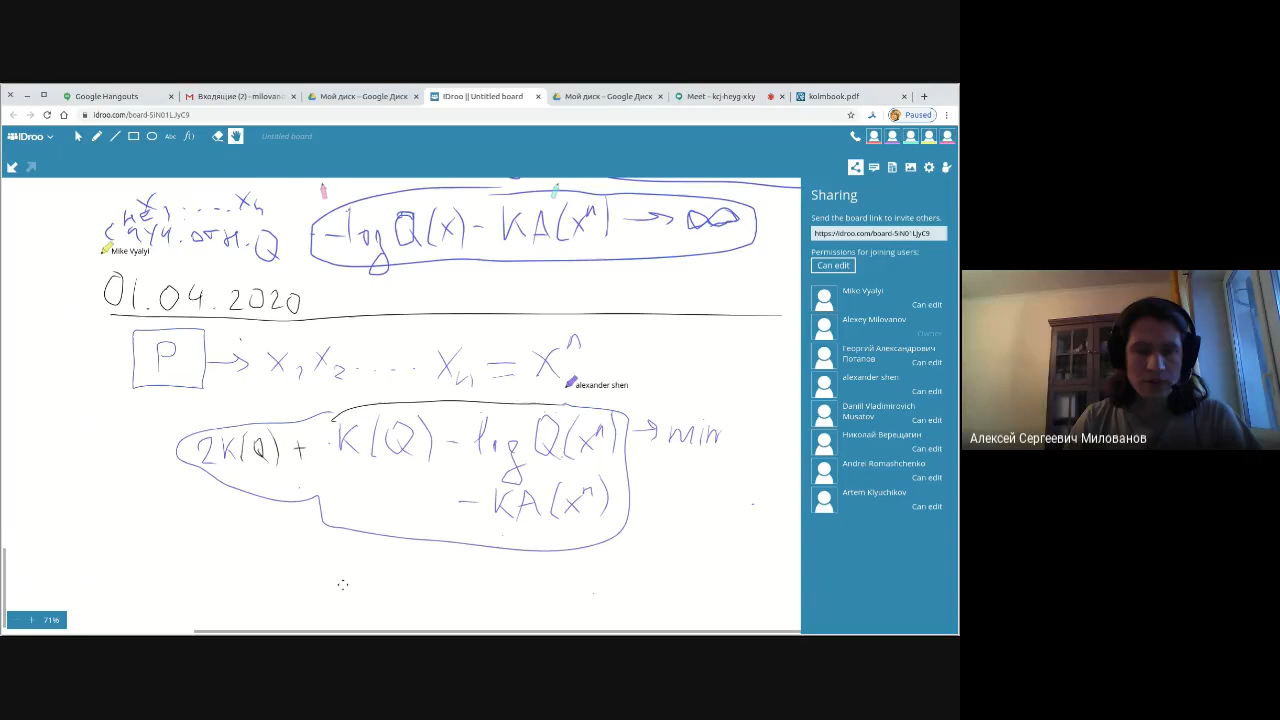 Google Hangouts
Входящие (2) - milovan
Мой диск – Google Диск
IDroo || Untitled board
Мой диск – Google Диск
Meet – kcj-heyg-xky
kolmbook.pdf
idroo.com/board-5iN01LJyC9
Paused
IDroo
Abc
Untitled board
X1 ..... Xn
отн. Q
Mike Vyalyi
-log Q(x) - KA(x^n) → ∞
01.04.2020
P → x1 x2 .... xn = x^n
alexander shen
2K(Q) + K(Q) - log Q(x^n) → min
- KA(x^n)
71%
Sharing
Send the board link to invite others.
https://idroo.com/board-5iN01LJyC9
Permissions for joining users:
Can edit
Mike Vyalyi
Can edit
Alexey Milovanov
Owner
Георгий Александрович
Потапов
Can edit
alexander shen
Can edit
Daniil Vladimirovich
Musatov
Can edit
Николай Верещагин
Can edit
Andrei Romashchenko
Can edit
Artem Klyuchikov
Can edit
Алексей Сергеевич Милованов